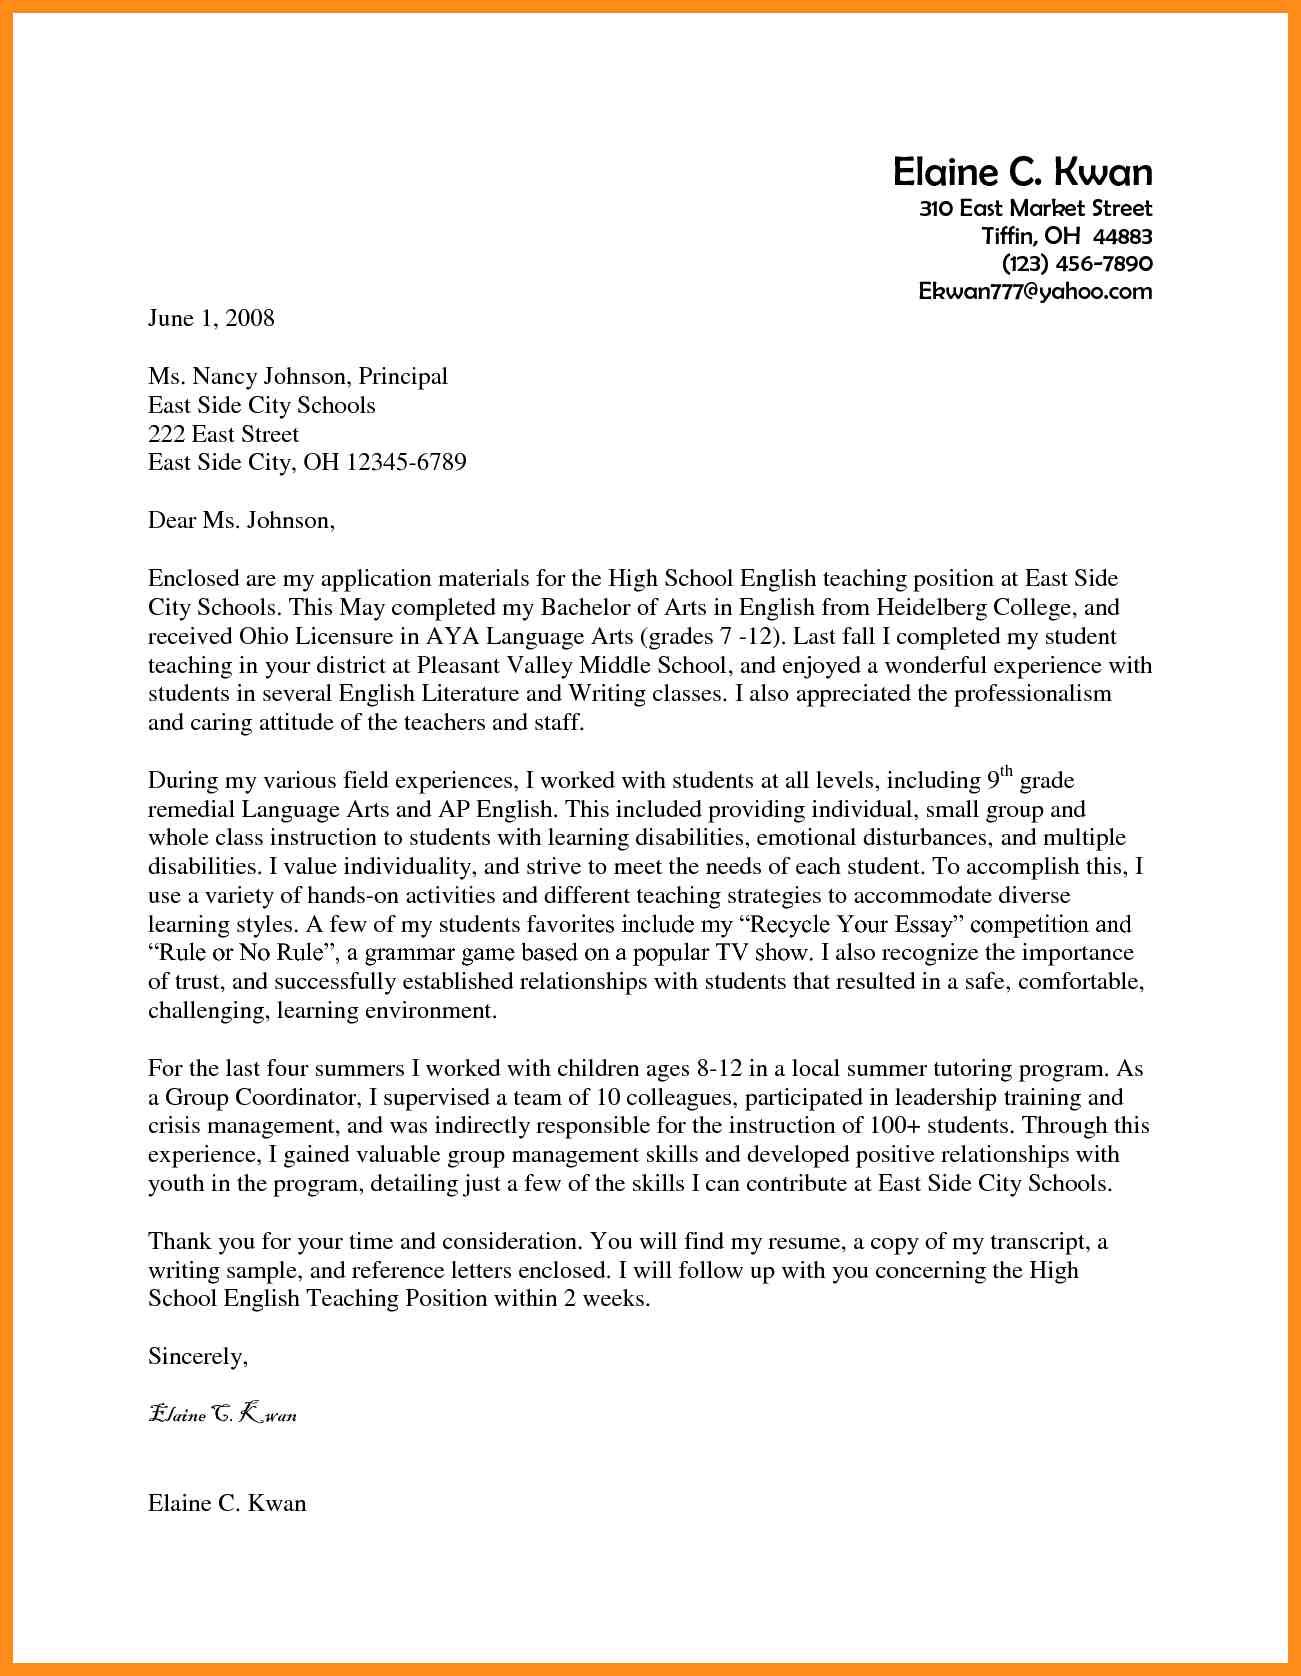 Elaine C. Kwan
310 East Market Street
Tiffin, OH  44883
(123) 456-7890
Ekwan777@yahoo.com
June 1, 2008
Ms. Nancy Johnson, Principal
East Side City Schools
222 East Street
East Side City, OH 12345-6789
Dear Ms. Johnson,
Enclosed are my application materials for the High School English teaching position at East Side
City Schools. This May completed my Bachelor of Arts in English from Heidelberg College, and
received Ohio Licensure in AYA Language Arts (grades 7 -12). Last fall I completed my student
teaching in your district at Pleasant Valley Middle School, and enjoyed a wonderful experience with
students in several English Literature and Writing classes. I also appreciated the professionalism
and caring attitude of the teachers and staff.
During my various field experiences, I worked with students at all levels, including 9th grade
remedial Language Arts and AP English. This included providing individual, small group and
whole class instruction to students with learning disabilities, emotional disturbances, and multiple
disabilities. I value individuality, and strive to meet the needs of each student. To accomplish this, I
use a variety of hands-on activities and different teaching strategies to accommodate diverse
learning styles. A few of my students favorites include my “Recycle Your Essay” competition and
“Rule or No Rule”, a grammar game based on a popular TV show. I also recognize the importance
of trust, and successfully established relationships with students that resulted in a safe, comfortable,
challenging, learning environment.
For the last four summers I worked with children ages 8-12 in a local summer tutoring program. As
a Group Coordinator, I supervised a team of 10 colleagues, participated in leadership training and
crisis management, and was indirectly responsible for the instruction of 100+ students. Through this
experience, I gained valuable group management skills and developed positive relationships with
youth in the program, detailing just a few of the skills I can contribute at East Side City Schools.
Thank you for your time and consideration. You will find my resume, a copy of my transcript, a
writing sample, and reference letters enclosed. I will follow up with you concerning the High
School English Teaching Position within 2 weeks.
Sincerely,
Elaine C. Kwan
Elaine C. Kwan